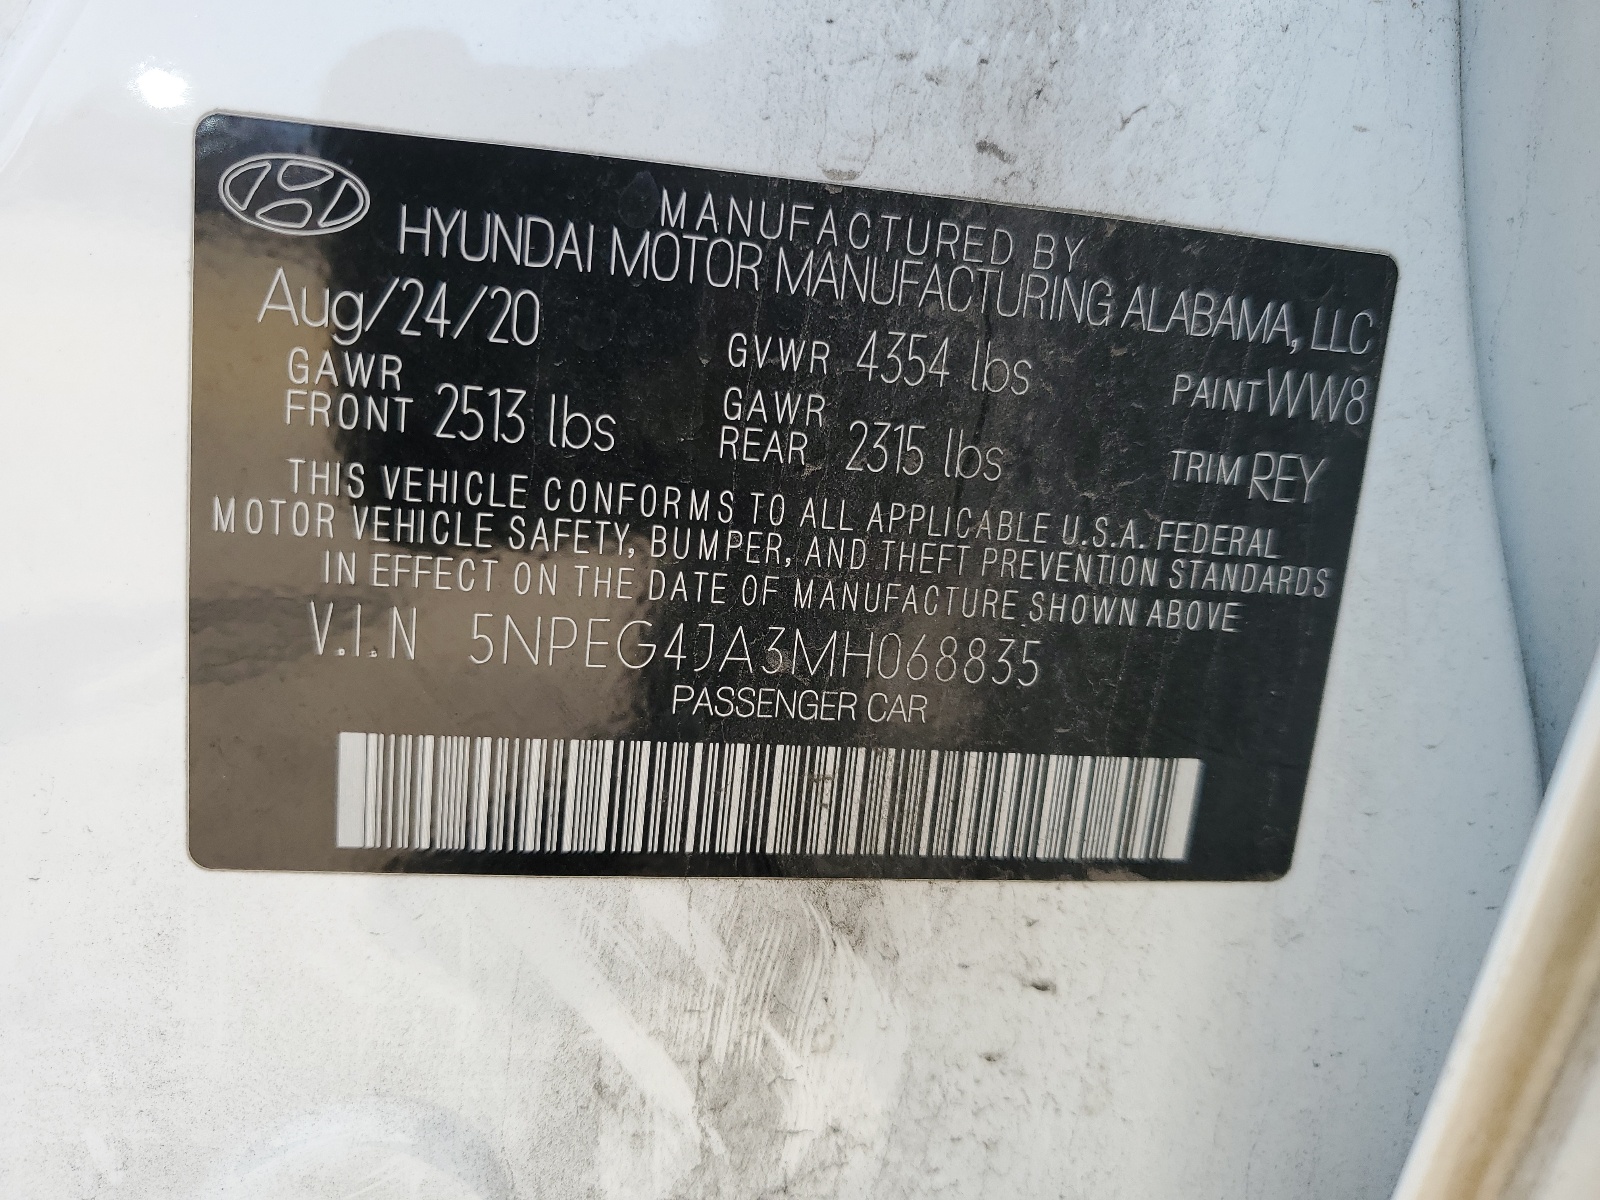 MANUFACTURED BY
HYUNDAI MOTOR MANUFACTURING ALABAMA, LLC
Aug/24/20 GVWR 4354 lbs PAINT WW8
GAWR FRONT 2513 lbs GAWR REAR 2315 lbs TRIM REY
THIS VEHICLE CONFORMS TO ALL APPLICABLE U.S.A. FEDERAL
MOTOR VEHICLE SAFETY, BUMPER, AND THEFT PREVENTION STANDARDS
IN EFFECT ON THE DATE OF MANUFACTURE SHOWN ABOVE
V.I.N 5NPEG4JA3MH068835
PASSENGER CAR